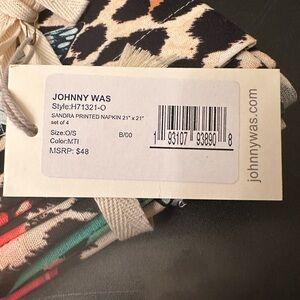 JOHNNY WAS
Style:H71321-O
SANDRA PRINTED NAPKIN 21" x 21"
set of 4
Size:O/S B/00
Color:MTI
MSRP: $48
1 93107 93890 8
johnnywas.com